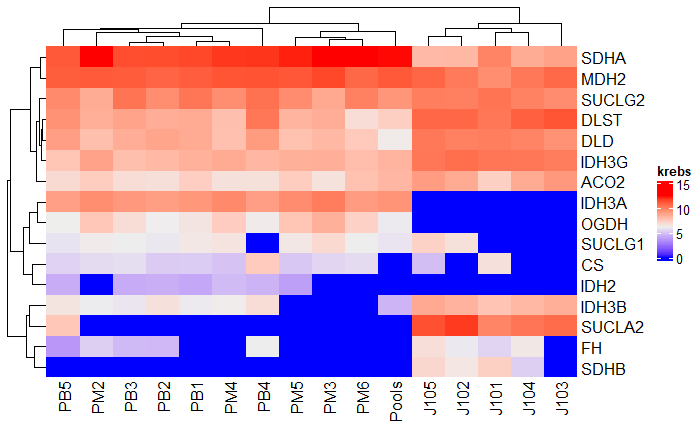 SDHA
MDH2
SUCLG2
DLST
DLD
IDH3G
ACO2
IDH3A
OGDH
SUCLG1
CS
IDH2
IDH3B
SUCLA2
FH
SDHB
krebs
15
10
5
0
PB5 PM2 PB3 PB2 PB1 PM4 PB4 PM5 PM3 PM6 Pools J105 J102 J101 J104 J103